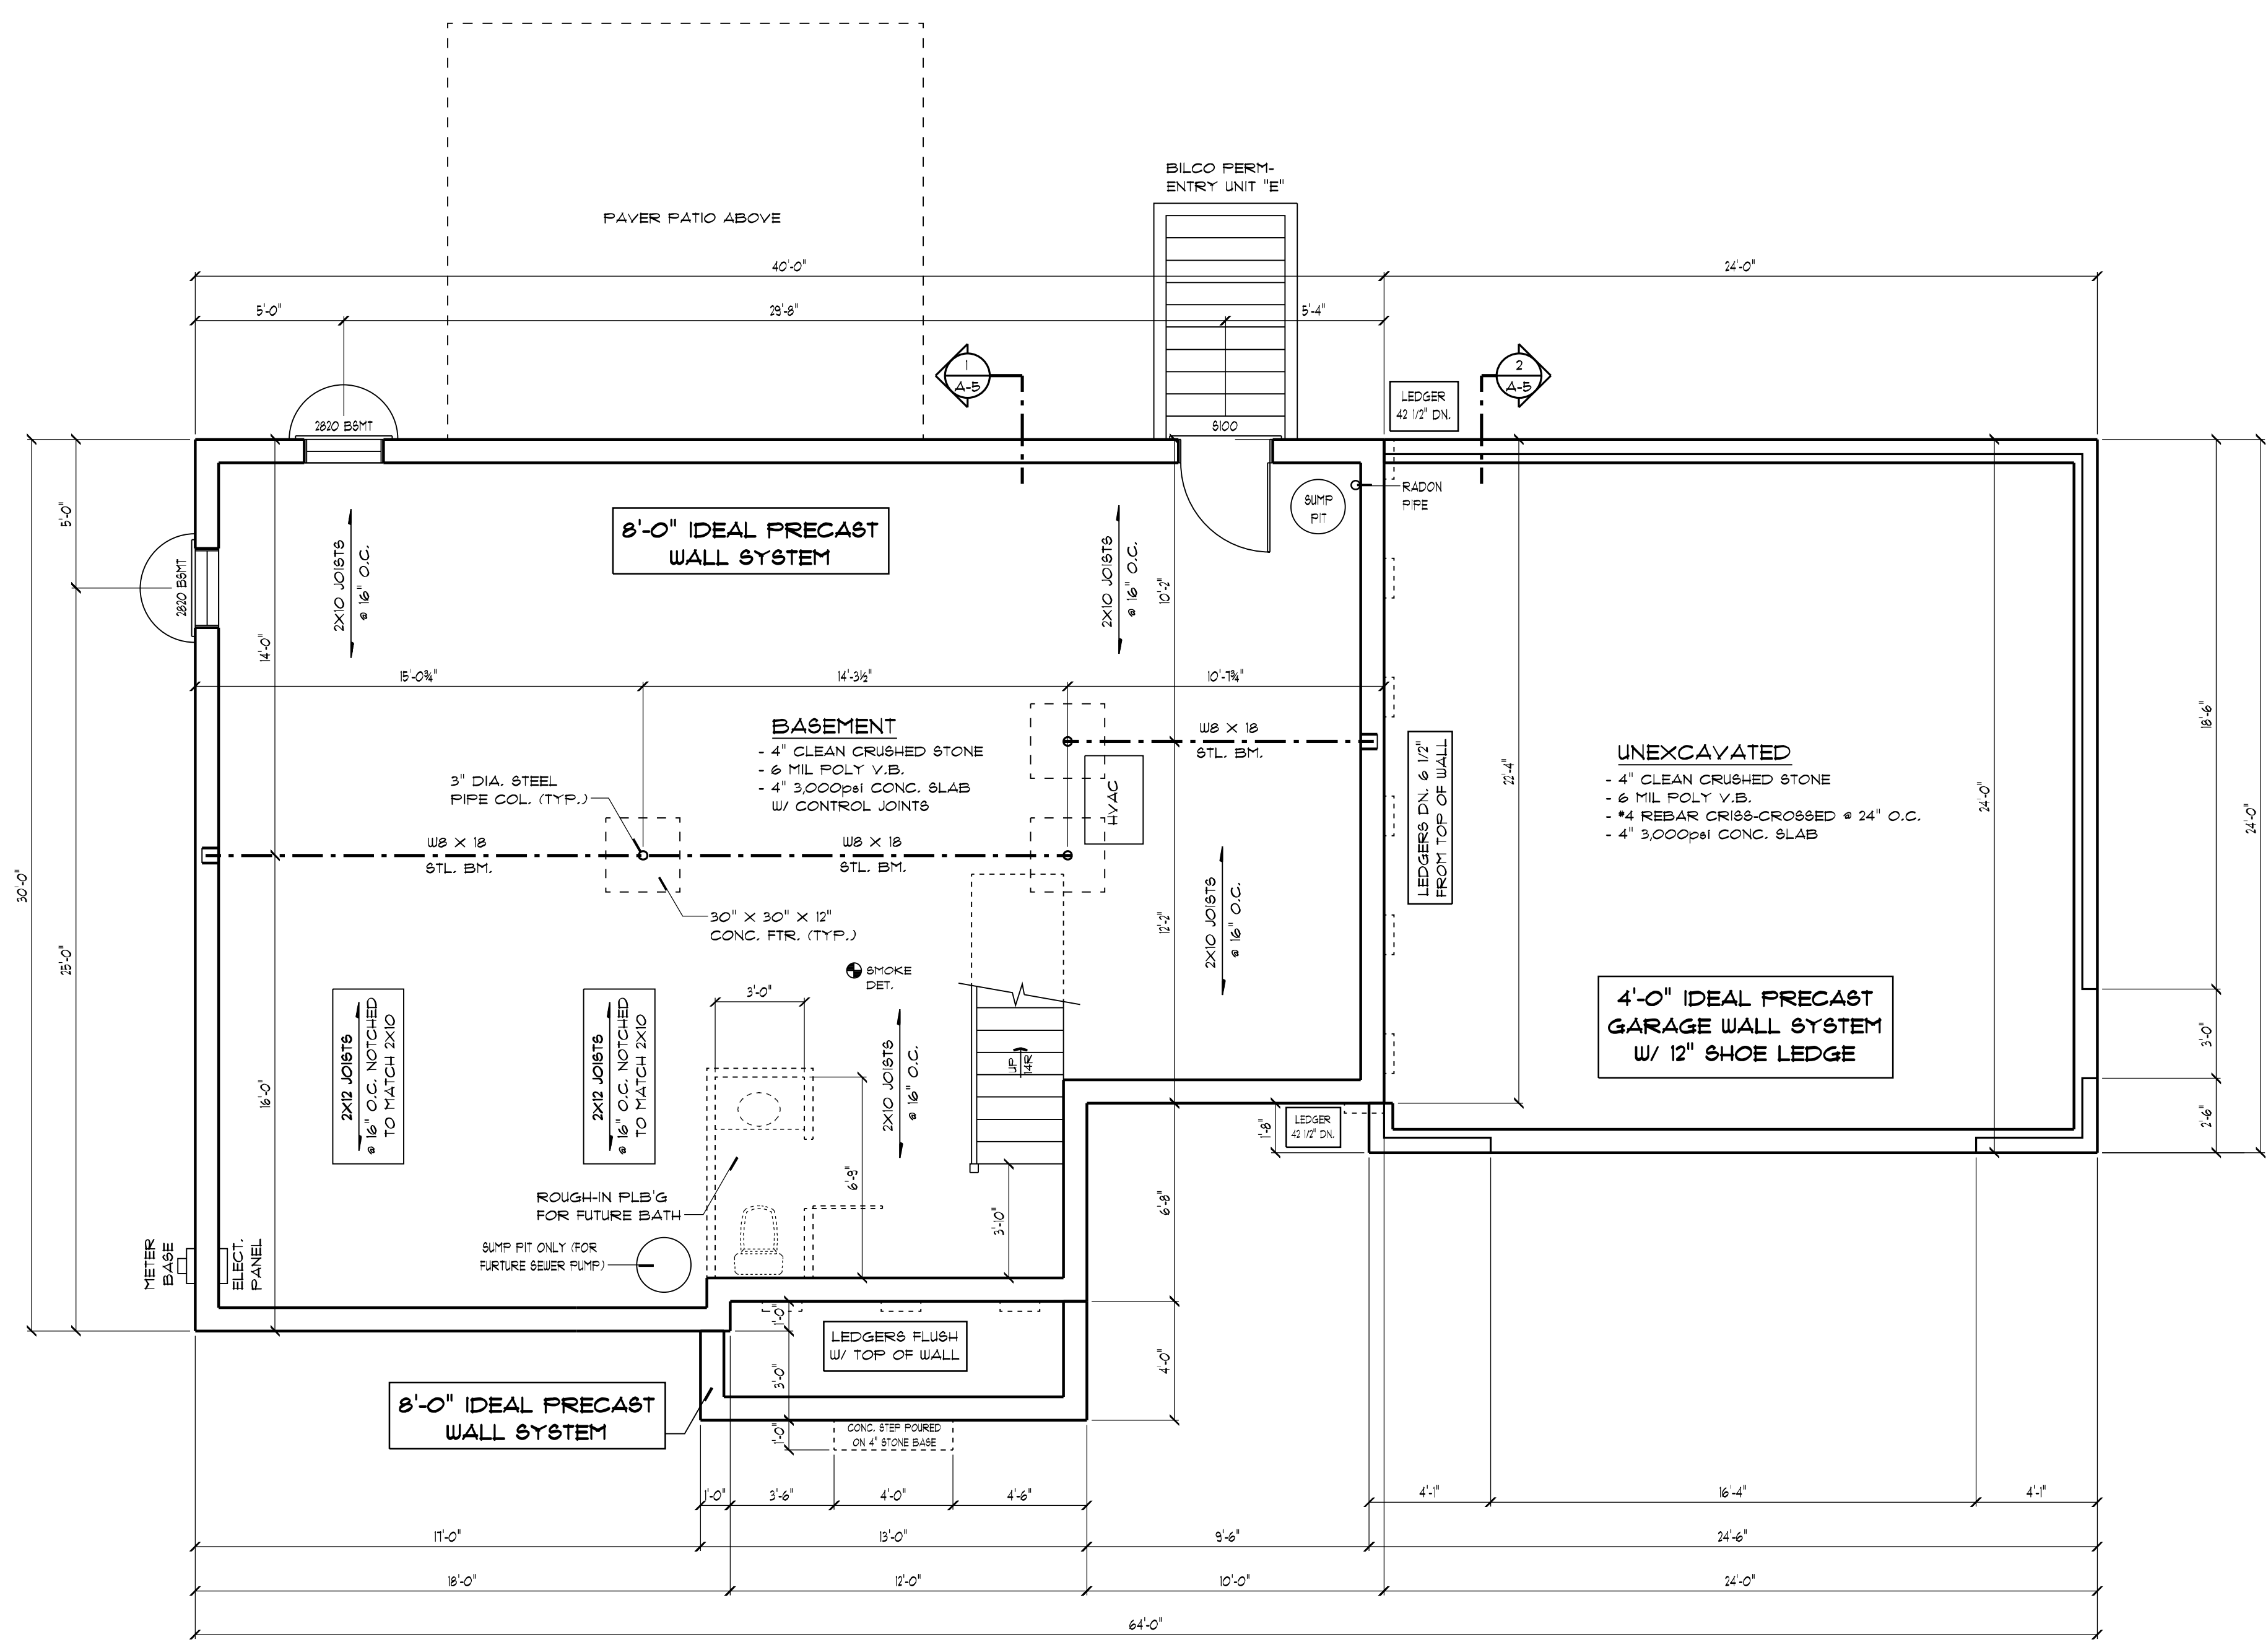 BILCO PERM-
ENTRY UNIT "E"
PAVER PATIO ABOVE
40'-0"
24'-0"
5'-0"
29'-8"
5'-4"
1
A-5
2
A-5
LEDGER
42 1/2" DN.
2820 BSMT
S100
RADON
PIPE
SUMP
PIT
8'-0" IDEAL PRECAST
WALL SYSTEM
2X10 JOISTS
@ 16" O.C.
2X10 JOISTS
@ 16" O.C.
10'-2"
5'-0"
2820 BSMT
14'-0"
15'-0¾"
14'-3½"
10'-7¾"
BASEMENT
- 4" CLEAN CRUSHED STONE
- 6 MIL POLY V.B.
- 4" 3,000psi CONC. SLAB
W/ CONTROL JOINTS
W8 X 18
STL. BM.
HVAC
3" DIA. STEEL
PIPE COL. (TYP.)
W8 X 18
STL. BM.
W8 X 18
STL. BM.
30" X 30" X 12"
CONC. FTR. (TYP.)
LEDGERS DN. 6 1/2"
FROM TOP OF WALL
22'-4"
UNEXCAVATED
- 4" CLEAN CRUSHED STONE
- 6 MIL POLY V.B.
- #4 REBAR CRISS-CROSSED @ 24" O.C.
- 4" 3,000psi CONC. SLAB
24'-0"
18'-6"
24'-0"
30'-0"
25'-0"
12'-2"
2X10 JOISTS
@ 16" O.C.
SMOKE
DET.
3'-0"
2X12 JOISTS
@ 16" O.C. NOTCHED
TO MATCH 2X10
2X12 JOISTS
@ 16" O.C. NOTCHED
TO MATCH 2X10
2X10 JOISTS
@ 16" O.C.
UP
14R
4'-0" IDEAL PRECAST
GARAGE WALL SYSTEM
W/ 12" SHOE LEDGE
3'-0"
2'-6"
16'-0"
1'-8"
LEDGER
42 1/2" DN.
6'-9"
3'-10"
6'-8"
ROUGH-IN PLB'G
FOR FUTURE BATH
SUMP PIT ONLY (FOR
FURTURE SEWER PUMP)
METER
BASE
ELECT.
PANEL
1'-0"
LEDGERS FLUSH
W/ TOP OF WALL
3'-0"
4'-0"
8'-0" IDEAL PRECAST
WALL SYSTEM
1'-0"
CONC. STEP POURED
ON 4" STONE BASE
1'-0"
3'-6"
4'-0"
4'-6"
4'-1"
16'-4"
4'-1"
17'-0"
13'-0"
9'-6"
24'-6"
18'-0"
12'-0"
10'-0"
24'-0"
64'-0"